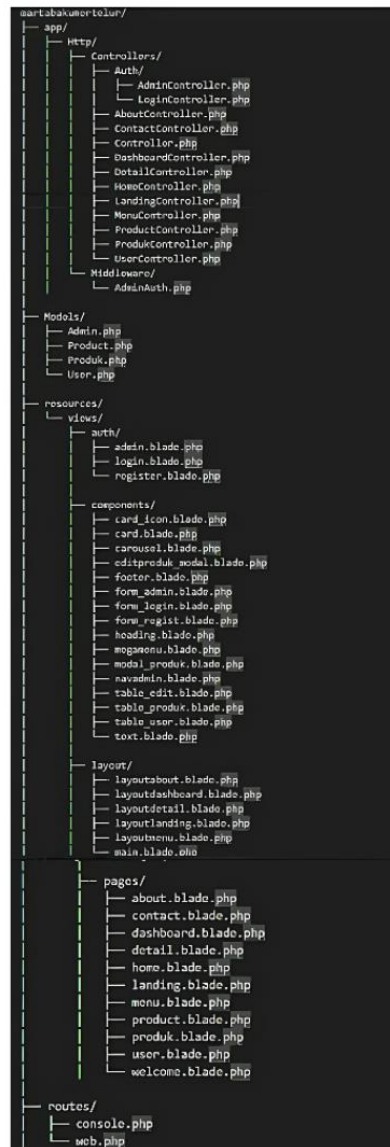 martabakumortelur/
├── app/
│   ├── Http/
│   │   ├── Controllers/
│   │   │   ├── Auth/
│   │   │   │   ├── AdminController.php
│   │   │   │   └── LoginController.php
│   │   │   ├── AboutController.php
│   │   │   ├── ContactController.php
│   │   │   ├── Controller.php
│   │   │   ├── DashboardController.php
│   │   │   ├── DetailController.php
│   │   │   ├── HomeController.php
│   │   │   ├── LandingController.php
│   │   │   ├── MenuController.php
│   │   │   ├── ProductController.php
│   │   │   ├── ProdukController.php
│   │   │   └── UserController.php
│   │   └── Middleware/
│   │       └── AdminAuth.php
├── Models/
│   ├── Admin.php
│   ├── Product.php
│   ├── Produk.php
│   └── User.php
├── resources/
│   └── views/
│       ├── auth/
│       │   ├── admin.blade.php
│       │   ├── login.blade.php
│       │   └── register.blade.php
│       ├── components/
│       │   ├── card_icon.blade.php
│       │   ├── card.blade.php
│       │   ├── carousel.blade.php
│       │   ├── editproduk_modal.blade.php
│       │   ├── footer.blade.php
│       │   ├── form_admin.blade.php
│       │   ├── form_login.blade.php
│       │   ├── form_regist.blade.php
│       │   ├── heading.blade.php
│       │   ├── megamenu.blade.php
│       │   ├── modal_produk.blade.php
│       │   ├── navadmin.blade.php
│       │   ├── table_edit.blade.php
│       │   ├── table_produk.blade.php
│       │   ├── table_user.blade.php
│       │   └── text.blade.php
│       ├── layout/
│       │   ├── layoutabout.blade.php
│       │   ├── layoutdashboard.blade.php
│       │   ├── layoutdetail.blade.php
│       │   ├── layoutlanding.blade.php
│       │   ├── layoutmenu.blade.php
│       │   └── main.blade.php
│       ├── pages/
│       │   ├── about.blade.php
│       │   ├── contact.blade.php
│       │   ├── dashboard.blade.php
│       │   ├── detail.blade.php
│       │   ├── home.blade.php
│       │   ├── landing.blade.php
│       │   ├── menu.blade.php
│       │   ├── product.blade.php
│       │   ├── produk.blade.php
│       │   ├── user.blade.php
│       │   └── welcome.blade.php
├── routes/
│   ├── console.php
│   └── web.php